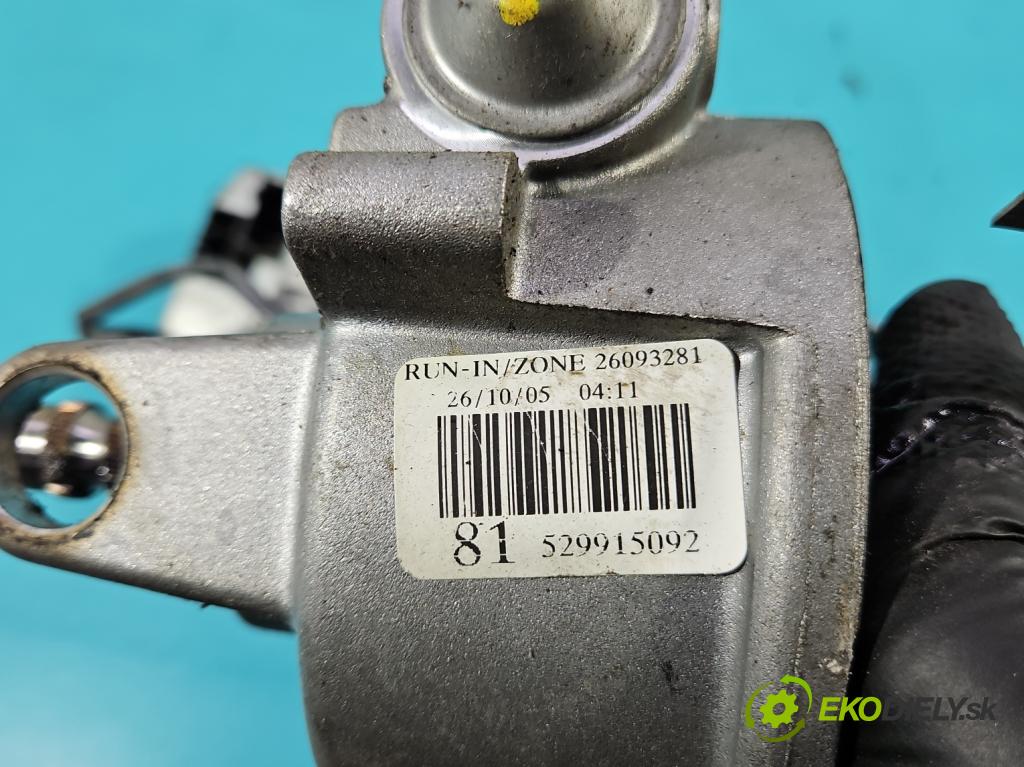 RUN-IN/ZONE 26093281
26/10/05 04:11
81 529915092
EKODIELY.sk